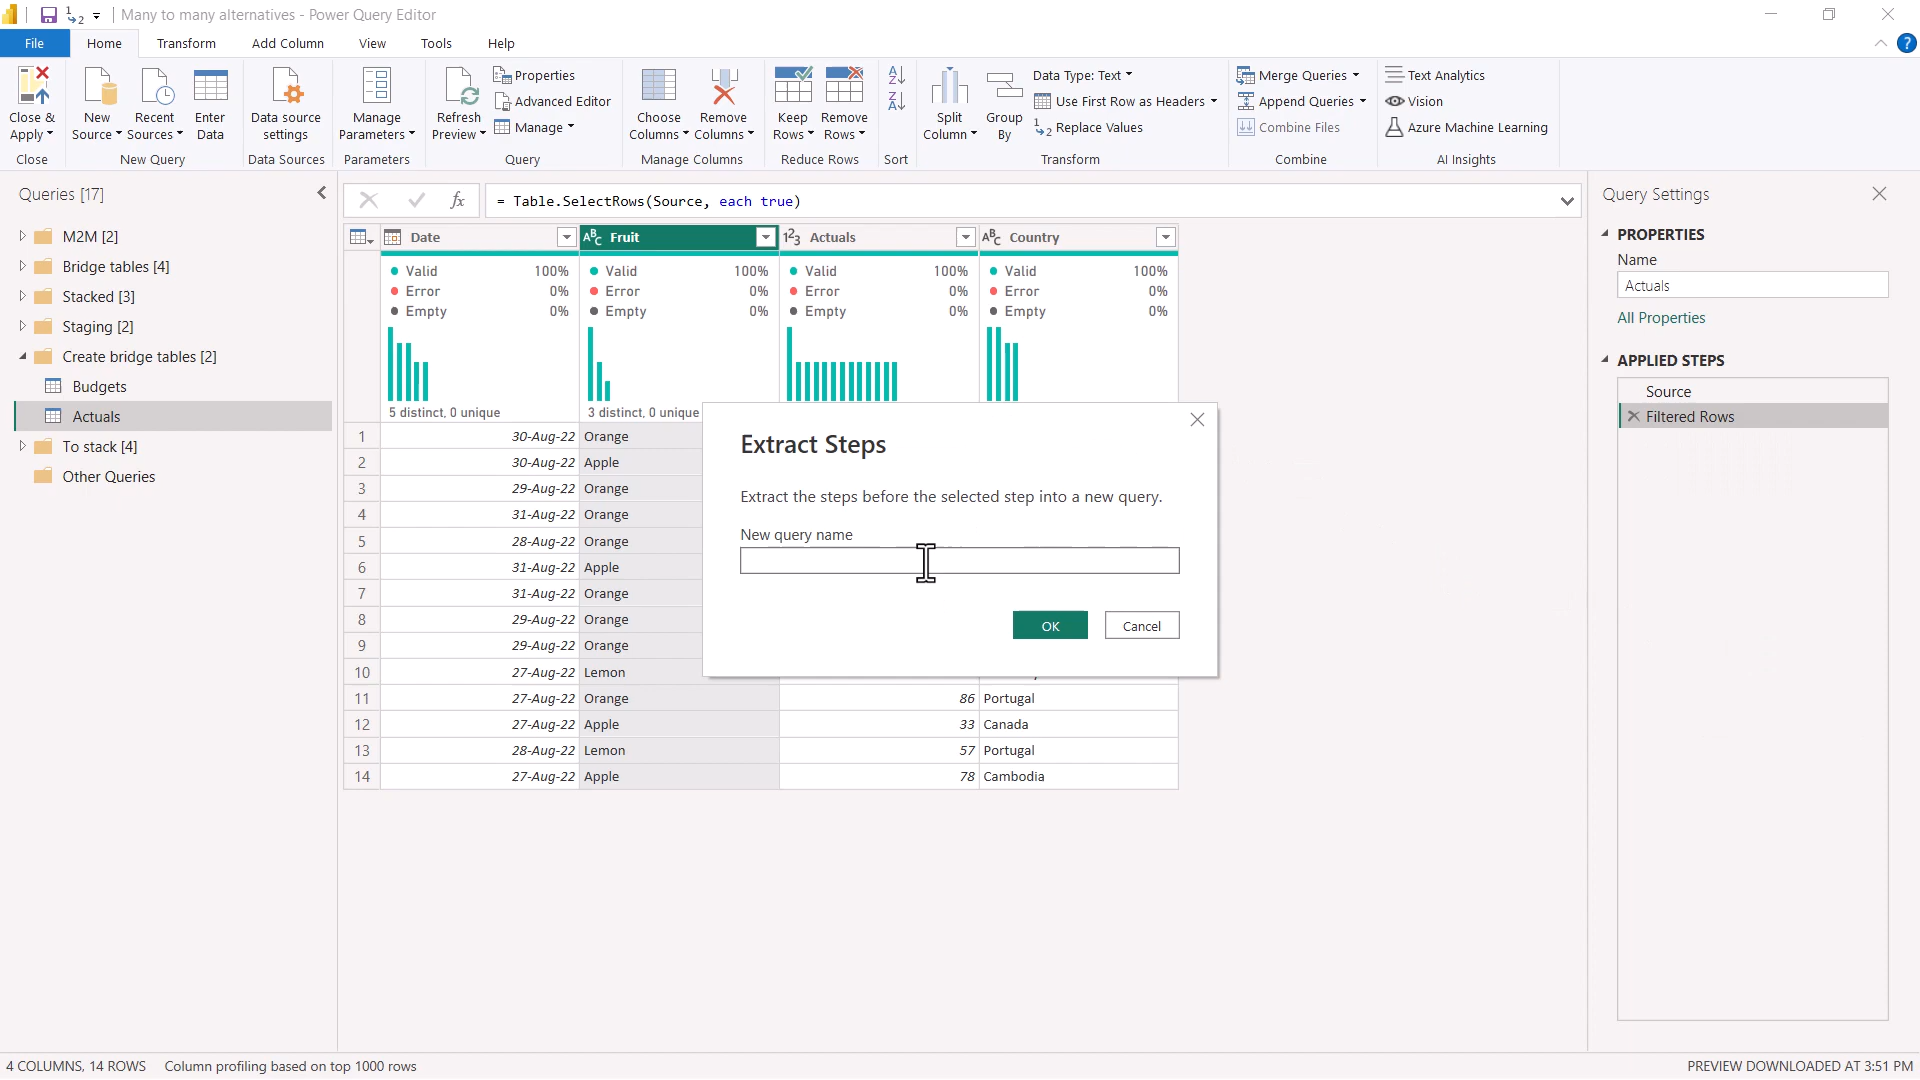 Many to many alternatives - Power Query Editor
File Home Transform Add Column View Tools Help
Close & Apply
Close
New Source
Recent Sources
Enter Data
New Query
Data source settings
Data Sources
Manage Parameters
Parameters
Refresh Preview
Properties
Advanced Editor
Manage
Query
Choose Columns
Remove Columns
Manage Columns
Keep Rows
Remove Rows
Reduce Rows
Sort
Split Column
Group By
Data Type: Text
Use First Row as Headers
Replace Values
Transform
Merge Queries
Append Queries
Combine Files
Combine
Text Analytics
Vision
Azure Machine Learning
AI Insights
Queries [17]
M2M [2]
Bridge tables [4]
Stacked [3]
Staging [2]
Create bridge tables [2]
Budgets
Actuals
To stack [4]
Other Queries
fx = Table.SelectRows(Source, each true)
Date ABC Fruit 123 Actuals ABC Country
Valid 100% Valid 100% Valid 100% Valid 100%
Error 0% Error 0% Error 0% Error 0%
Empty 0% Empty 0% Empty 0% Empty 0%
5 distinct, 0 unique 3 distinct, 0 unique
1 30-Aug-22 Orange
2 30-Aug-22 Apple
3 29-Aug-22 Orange
4 31-Aug-22 Orange
5 28-Aug-22 Orange
6 31-Aug-22 Apple
7 31-Aug-22 Orange
8 29-Aug-22 Orange
9 29-Aug-22 Orange
10 27-Aug-22 Lemon
11 27-Aug-22 Orange 86 Portugal
12 27-Aug-22 Apple 33 Canada
13 28-Aug-22 Lemon 57 Portugal
14 27-Aug-22 Apple 78 Cambodia
Extract Steps
Extract the steps before the selected step into a new query.
New query name
OK Cancel
Query Settings
PROPERTIES
Name
Actuals
All Properties
APPLIED STEPS
Source
Filtered Rows
4 COLUMNS, 14 ROWS Column profiling based on top 1000 rows
PREVIEW DOWNLOADED AT 3:51 PM